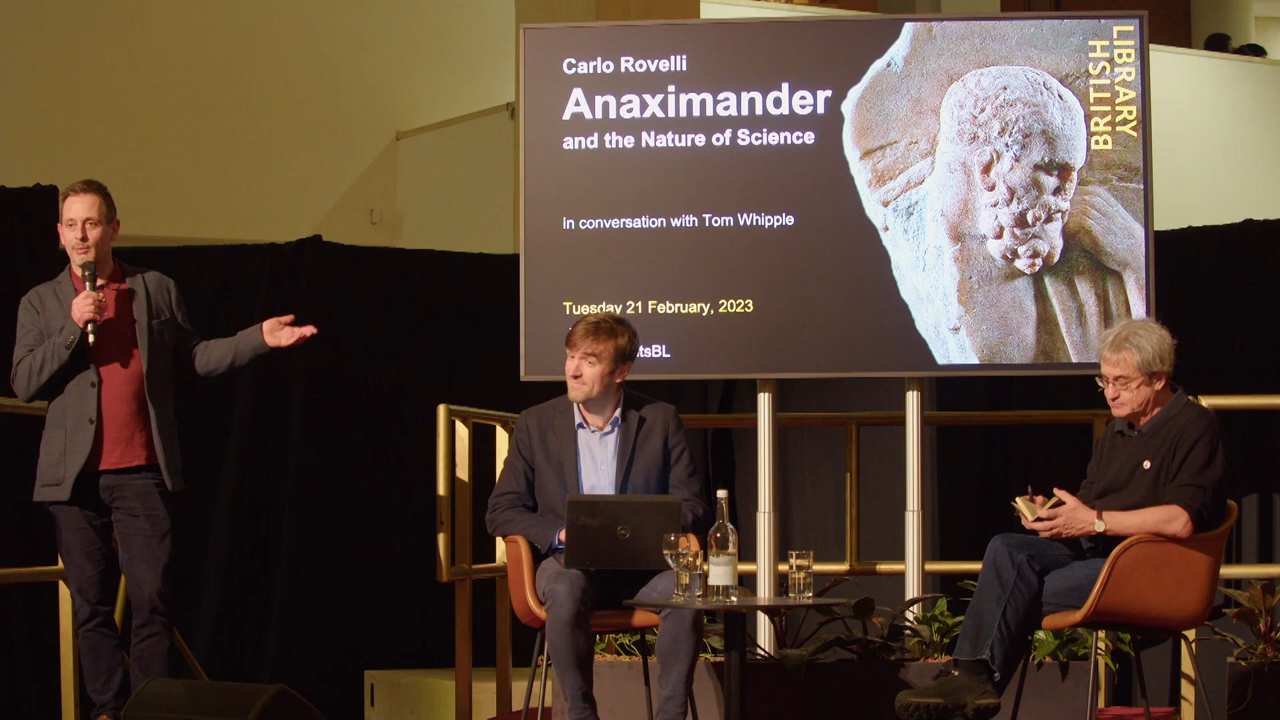 Carlo Rovelli
Anaximander
and the Nature of Science
in conversation with Tom Whipple
Tuesday 21 February, 2023
LIBRARY
BRITISH